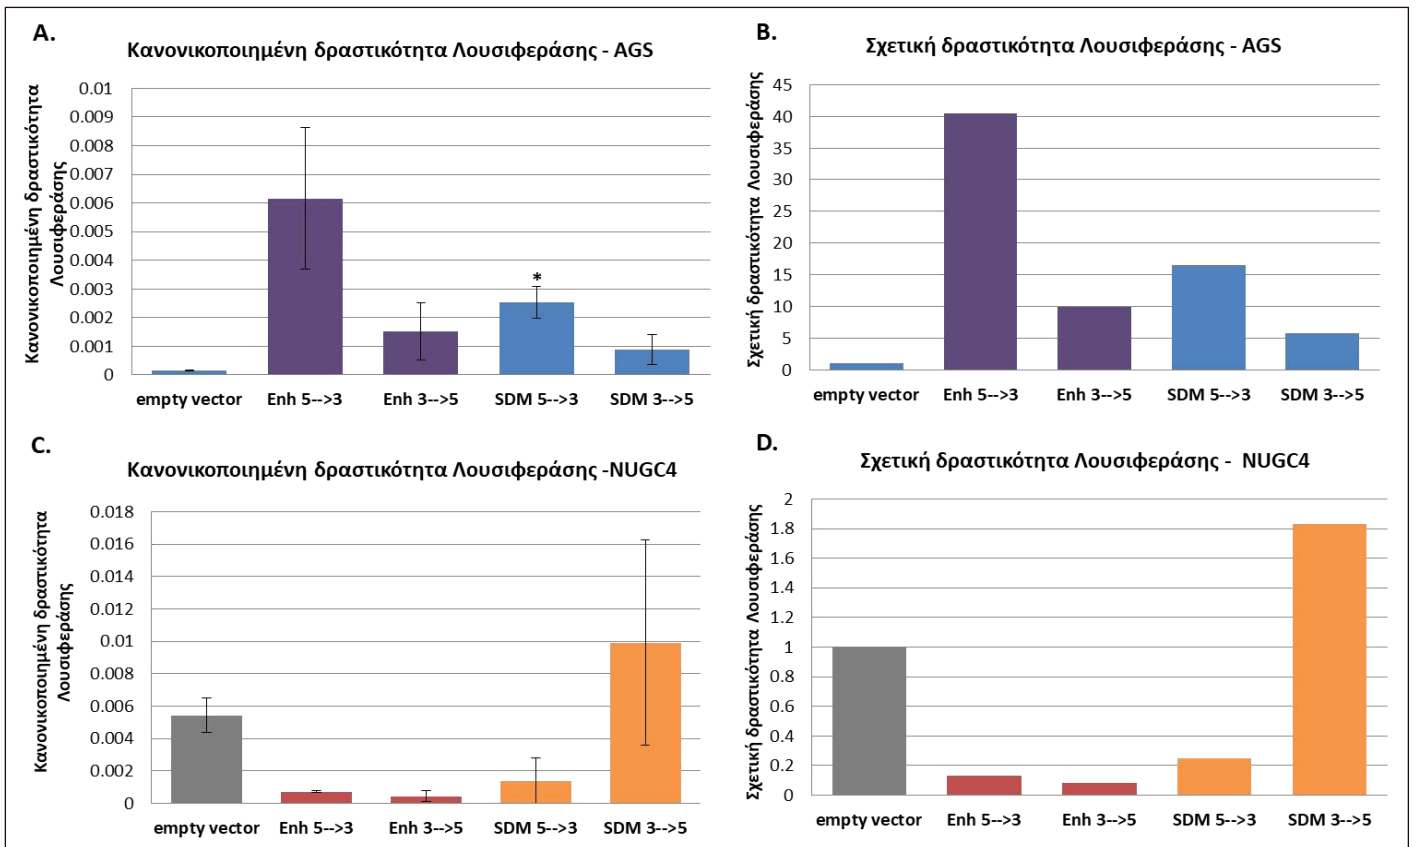 A.
Κανονικοποιημένη δραστικότητα Λουσιφεράσης - AGS
Κανονικοποιημένη δραστικότητα
Λουσιφεράσης
0.01
0.009
0.008
0.007
0.006
0.005
0.004
0.003
0.002
0.001
0
*
empty vector
Enh 5-->3
Enh 3-->5
SDM 5-->3
SDM 3-->5
B.
Σχετική δραστικότητα Λουσιφεράσης - AGS
Σχετική δραστικότητα Λουσιφεράσης
45
40
35
30
25
20
15
10
5
0
empty vector
Enh 5-->3
Enh 3-->5
SDM 5-->3
SDM 3-->5
C.
Κανονικοποιημένη δραστικότητα Λουσιφεράσης -NUGC4
Κανονικοποιημένη δραστικότητα
Λουσιφεράσης
0.018
0.016
0.014
0.012
0.01
0.008
0.006
0.004
0.002
0
empty vector
Enh 5-->3
Enh 3-->5
SDM 5-->3
SDM 3-->5
D.
Σχετική δραστικότητα Λουσιφεράσης - NUGC4
Σχετική δραστικότητα Λουσιφεράσης
2
1.8
1.6
1.4
1.2
1
0.8
0.6
0.4
0.2
0
empty vector
Enh 5-->3
Enh 3-->5
SDM 5-->3
SDM 3-->5